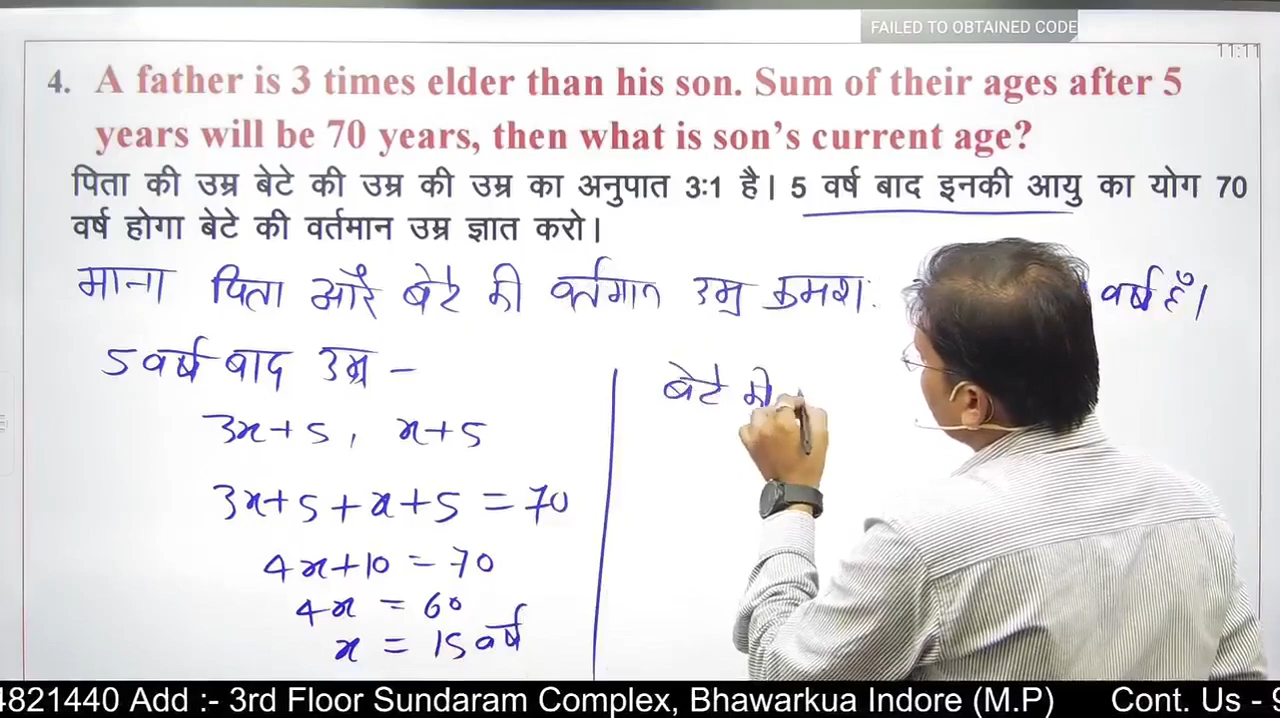 FAILED TO OBTAINED CODE
11:11
4. A father is 3 times elder than his son. Sum of their ages after 5
years will be 70 years, then what is son's current age?
पिता की उम्र बेटे की उम्र की उम्र का अनुपात 3:1 है। 5 वर्ष बाद इनकी आयु का योग 70
वर्ष होगा बेटे की वर्तमान उम्र ज्ञात करो।
माना पिता और बेटे की वर्तमान उम्र क्रमशः वर्ष हैं।
5 वर्ष बाद उम्र –
3x+5, x+5
3x+5+x+5 = 70
4x+10 = 70
4x = 60
x = 15 वर्ष
बेटे की
4821440 Add :- 3rd Floor Sundaram Complex, Bhawarkua Indore (M.P) Cont. Us - 9